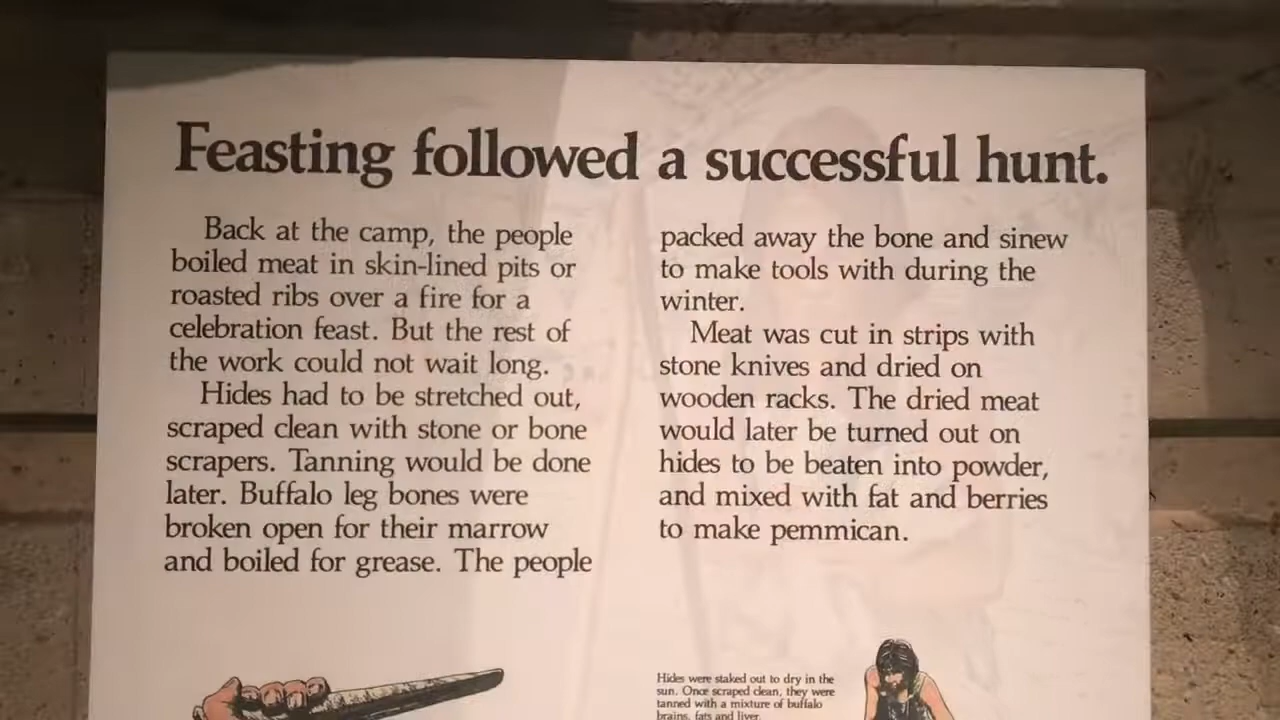 Feasting followed a successful hunt.
Back at the camp, the people
boiled meat in skin-lined pits or
roasted ribs over a fire for a
celebration feast. But the rest of
the work could not wait long.
Hides had to be stretched out,
scraped clean with stone or bone
scrapers. Tanning would be done
later. Buffalo leg bones were
broken open for their marrow
and boiled for grease. The people
packed away the bone and sinew
to make tools with during the
winter.
Meat was cut in strips with
stone knives and dried on
wooden racks. The dried meat
would later be turned out on
hides to be beaten into powder,
and mixed with fat and berries
to make pemmican.
Hides were staked out to dry in the
sun. Once scraped clean, they were
tanned with a mixture of buffalo
brains, fats and liver.